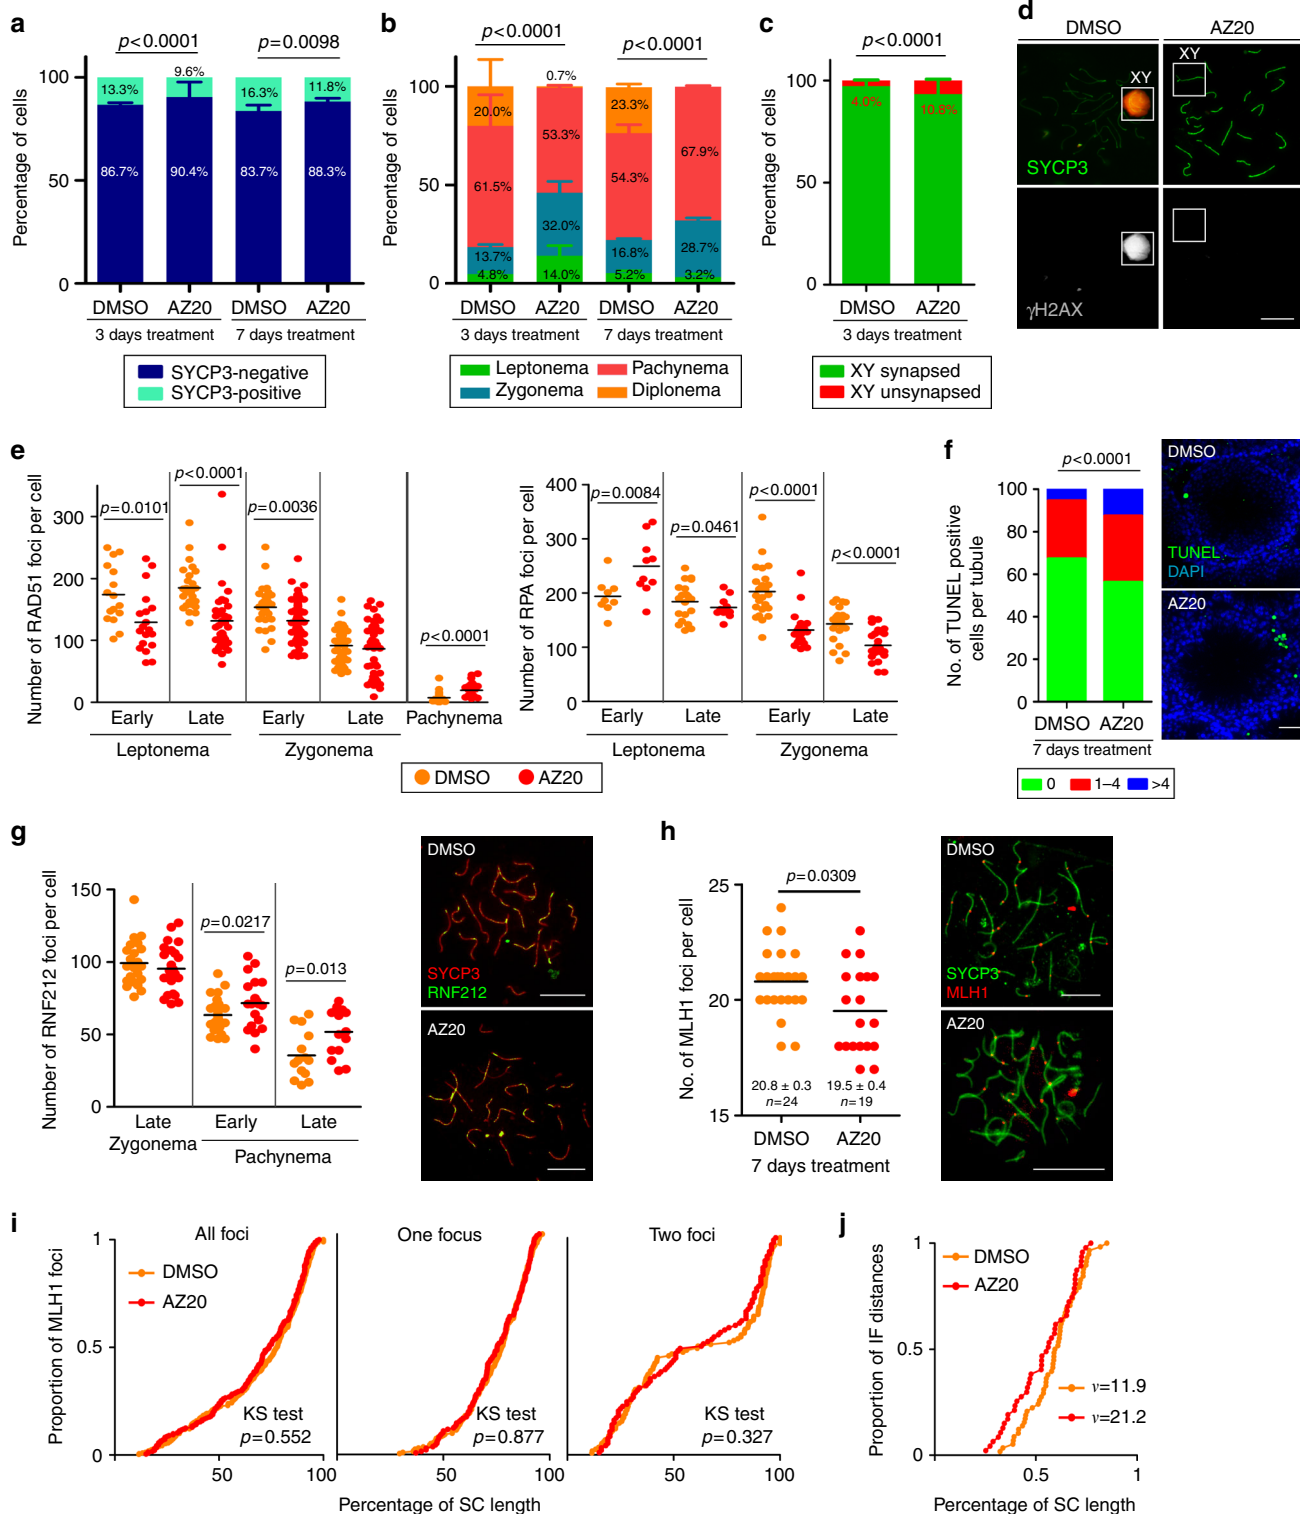 a
p<0.0001
p=0.0098
Percentage of cells
100
50
0
13.3%
9.6%
16.3%
11.8%
86.7%
90.4%
83.7%
88.3%
DMSO AZ20 DMSO AZ20
3 days treatment 7 days treatment
SYCP3-negative
SYCP3-positive
b
p<0.0001
p<0.0001
Percentage of cells
100
50
0
0.7%
20.0%
53.3%
23.3%
61.5%
54.3%
67.9%
32.0%
13.7%
16.8%
28.7%
4.8%
14.0%
5.2%
3.2%
DMSO AZ20 DMSO AZ20
3 days treatment 7 days treatment
Leptonema Pachynema
Zygonema Diplonema
c
p<0.0001
Percentage of cells
100
50
0
4.0%
10.8%
DMSO AZ20
3 days treatment
XY synapsed
XY unsynapsed
d
DMSO AZ20
XY
XY
SYCP3
γH2AX
e
Number of RAD51 foci per cell
300
200
100
0
p=0.0101
p<0.0001
p=0.0036
p<0.0001
Early Late Early Late Pachynema
Leptonema Zygonema
Number of RPA foci per cell
400
300
200
100
0
p=0.0084
p=0.0461
p<0.0001
p<0.0001
Early Late Early Late
Leptonema Zygonema
DMSO AZ20
f
p<0.0001
No. of TUNEL positive
cells per tubule
100
80
60
40
20
0
DMSO AZ20
7 days treatment
0 1–4 >4
DMSO
TUNEL
DAPI
AZ20
g
Number of RNF212 foci per cell
150
100
50
0
p=0.0217
p=0.013
Late Early Late
Zygonema Pachynema
DMSO
SYCP3
RNF212
AZ20
h
No. of MLH1 foci per cell
25
20
15
p=0.0309
20.8 ± 0.3 19.5 ± 0.4
n=24 n=19
DMSO AZ20
7 days treatment
DMSO
SYCP3
MLH1
AZ20
i
Proportion of MLH1 foci
1
0.5
0
All foci
DMSO
AZ20
KS test
p=0.552
50 100
One focus
KS test
p=0.877
50 100
Two foci
KS test
p=0.327
50 100
Percentage of SC length
j
Proportion of IF distances
1
0.5
0
DMSO
AZ20
v=11.9
v=21.2
0.5 1
Percentage of SC length